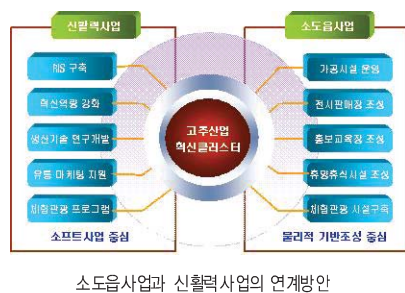 신활력사업
소도읍사업
RIS 구축
혁신역량 강화
생산기술 연구개발
유통 마케팅 지원
체험관광 프로그램
고추산업
혁신클러스터
가공시설 운영
전시판매장 조성
홍보교육장 조성
휴양휴식시설 조성
체험관광 시설구축
소프트사업 중심
물리적 기반조성 중심
소도읍사업과 신활력사업의 연계방안